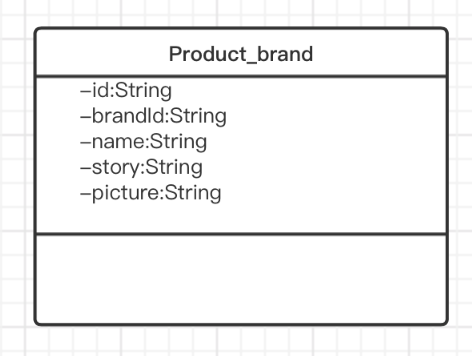 Product_brand
–id:String
–brandId:String
–name:String
–story:String
–picture:String